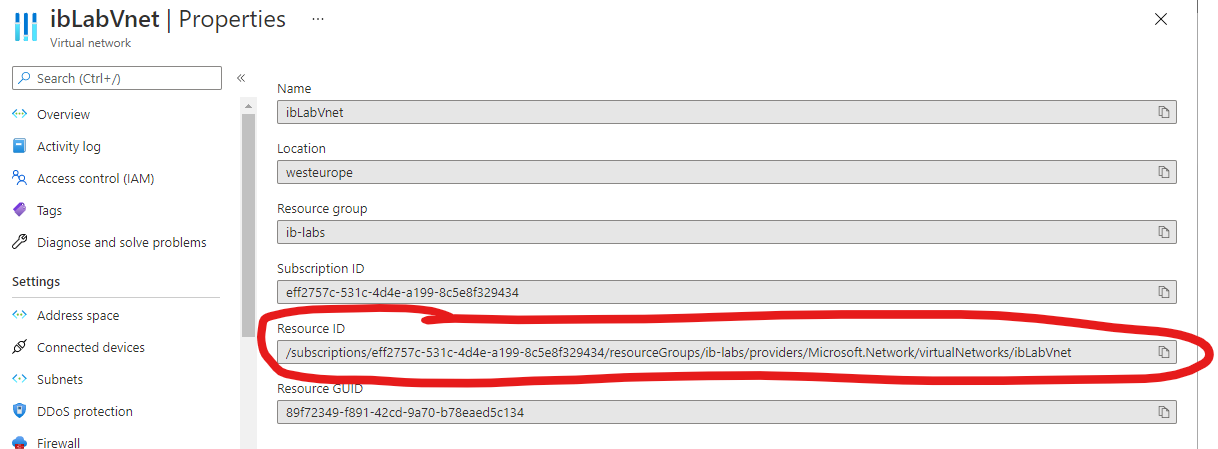 ibLabVnet | Properties ...
Virtual network
Search (Ctrl+/)
«
Overview
Activity log
Access control (IAM)
Tags
Diagnose and solve problems
Settings
Address space
Connected devices
Subnets
DDoS protection
Firewall
Name
ibLabVnet
Location
westeurope
Resource group
ib-labs
Subscription ID
eff2757c-531c-4d4e-a199-8c5e8f329434
Resource ID
/subscriptions/eff2757c-531c-4d4e-a199-8c5e8f329434/resourceGroups/ib-labs/providers/Microsoft.Network/virtualNetworks/ibLabVnet
Resource GUID
89f72349-f891-42cd-9a70-b78eaed5c134